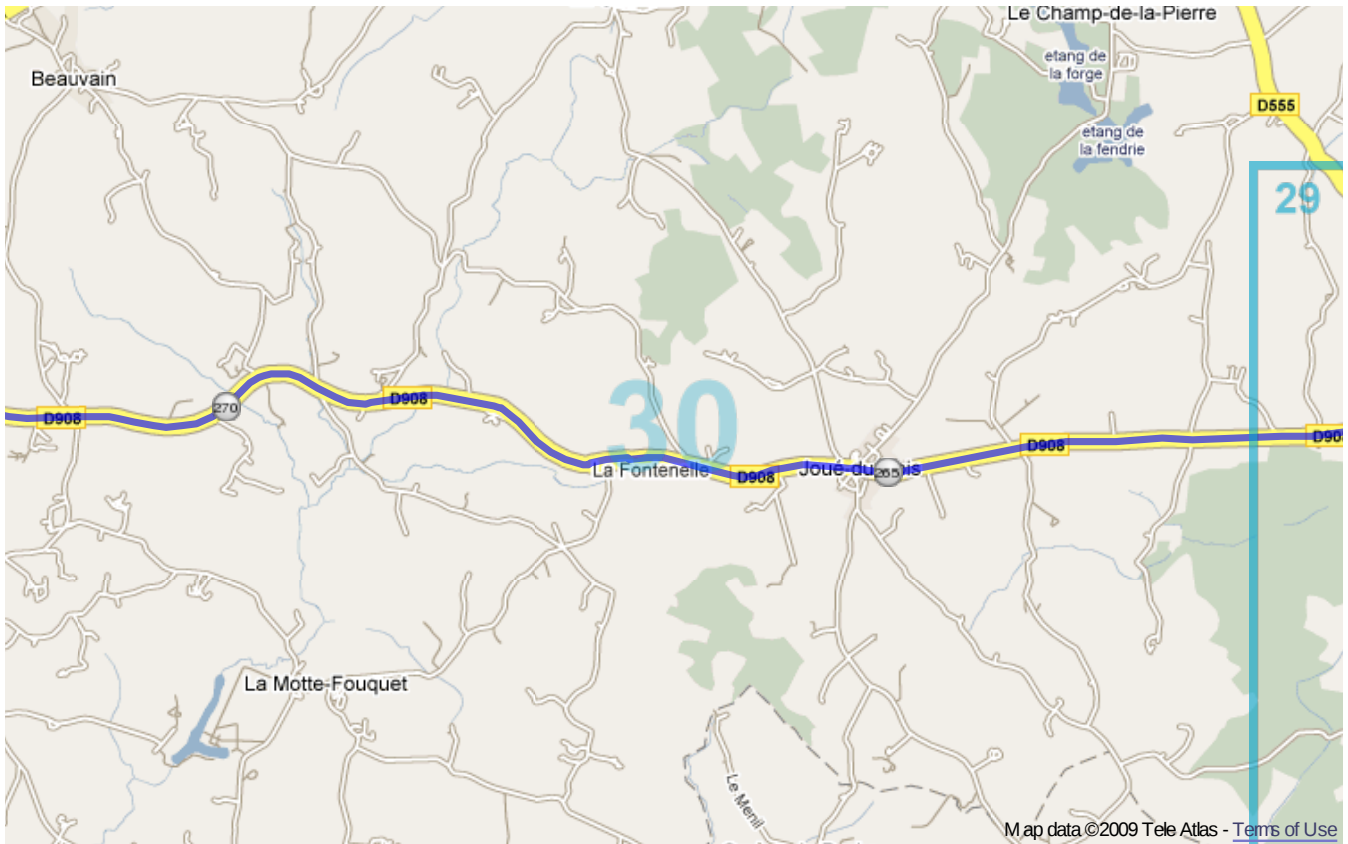 Le Champ-de-la-Pierre
etang de
la forge
Beauvain
D555
etang de
la fendrie
29
30
D908
270
D908
D908
La Fontenelle
D908
265
D908
La Motte-Fouquet
Le Menil
Map data ©2009 Tele Atlas - Terms of Use